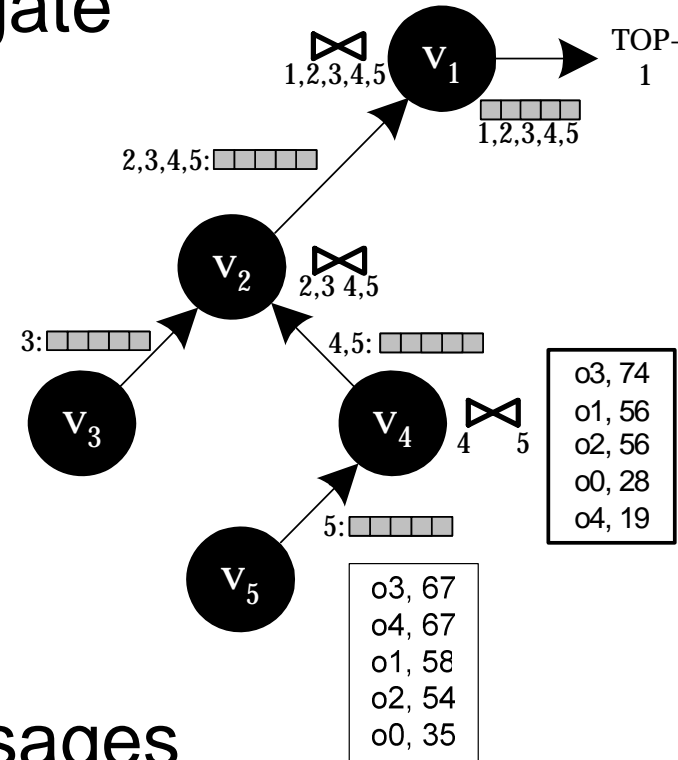 gate
TOP-
1
v1
1,2,3,4,5
1,2,3,4,5
2,3,4,5:
v2
2,3 4,5
3:
4,5:
v3
v4
4 5
o3, 74
o1, 56
o2, 56
o0, 28
o4, 19
5:
v5
o3, 67
o4, 67
o1, 58
o2, 54
o0, 35
sages